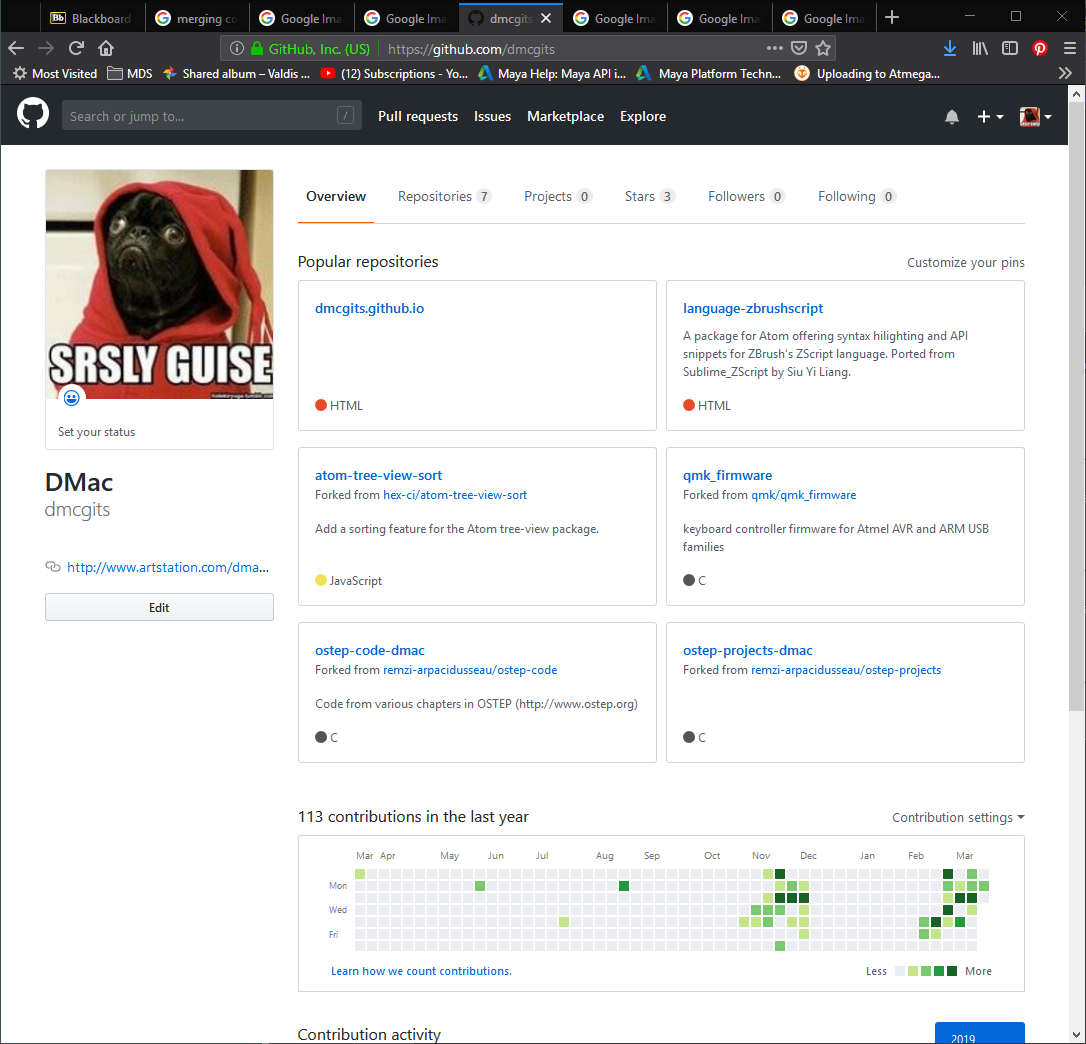 Bb Blackboard
merging co
Google Ima
Google Ima
dmcgits
Google Ima
Google Ima
Google Ima
GitHub, Inc. (US)
https://github.com/dmcgits
Most Visited
MDS
Shared album – Valdis ...
(12) Subscriptions - Yo...
Maya Help: Maya API i...
Maya Platform Techn...
Uploading to Atmega...
Search or jump to...
/
Pull requests
Issues
Marketplace
Explore
SRSLY GUISE
Set your status
DMac
dmcgits
http://www.artstation.com/dma...
Edit
Overview
Repositories 7
Projects 0
Stars 3
Followers 0
Following 0
Popular repositories
Customize your pins
dmcgits.github.io
HTML
language-zbrushscript
A package for Atom offering syntax hilighting and API
snippets for ZBrush's ZScript language. Ported from
Sublime_ZScript by Siu Yi Liang.
HTML
atom-tree-view-sort
Forked from hex-ci/atom-tree-view-sort
Add a sorting feature for the Atom tree-view package.
JavaScript
qmk_firmware
Forked from qmk/qmk_firmware
keyboard controller firmware for Atmel AVR and ARM USB
families
C
ostep-code-dmac
Forked from remzi-arpacidusseau/ostep-code
Code from various chapters in OSTEP (http://www.ostep.org)
C
ostep-projects-dmac
Forked from remzi-arpacidusseau/ostep-projects
C
113 contributions in the last year
Contribution settings
Mar Apr May Jun Jul Aug Sep Oct Nov Dec Jan Feb Mar
Mon
Wed
Fri
Learn how we count contributions.
Less
More
Contribution activity
2019